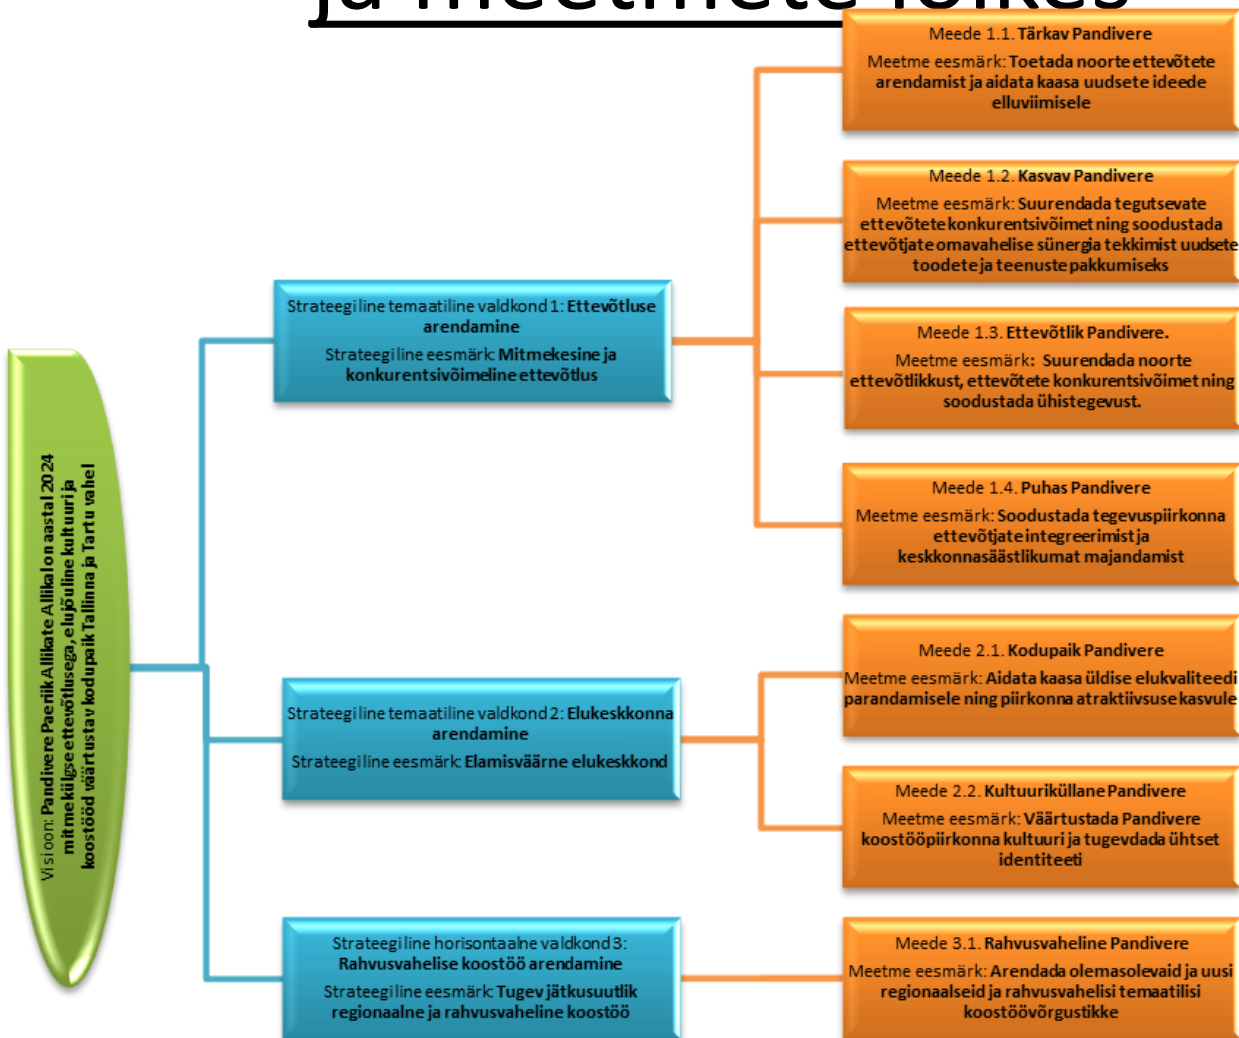 ja meetmete lõikes
Visioon: Pandivere Paeriik Allikate Allikal on aastal 2024
mitmekülgse ettevõtlusega, elujõuline kultuuri ja
koostööd väärtustav kodupaik Tallinna ja Tartu vahel
Strateegiline temaatiline valdkond 1: Ettevõtluse
arendamine
Strateegiline eesmärk: Mitmekesine ja
konkurentsivõimeline ettevõtlus
Meede 1.1. Tärkav Pandivere
Meetme eesmärk: Toetada noorte ettevõtete
arendamist ja aidata kaasa uudsete ideede
elluviimisele
Meede 1.2. Kasvav Pandivere
Meetme eesmärk: Suurendada tegutsevate
ettevõtete konkurentsivõimet ning soodustada
ettevõtjate omavahelise sünergia tekkimist uudsete
toodete ja teenuste pakkumiseks
Meede 1.3. Ettevõtlik Pandivere.
Meetme eesmärk: Suurendada noorte
ettevõtlikkust, ettevõtete konkurentsivõimet ning
soodustada ühistegevust.
Meede 1.4. Puhas Pandivere
Meetme eesmärk: Soodustada tegevuspiirkonna
ettevõtjate integreerimist ja
keskkonnasäästlikumat majandamist
Strateegiline temaatiline valdkond 2: Elukeskkonna
arendamine
Strateegiline eesmärk: Elamisväärne elukeskkond
Meede 2.1. Kodupaik Pandivere
Meetme eesmärk: Aidata kaasa üldise elukvaliteedi
parandamisele ning piirkonna atraktiivsuse kasvule
Meede 2.2. Kultuuriküllane Pandivere
Meetme eesmärk: Väärtustada Pandivere
koostööpiirkonna kultuuri ja tugevdada ühtset
identiteeti
Strateegiline horisontaalne valdkond 3:
Rahvusvahelise koostöö arendamine
Strateegiline eesmärk: Tugev jätkusuutlik
regionaalne ja rahvusvaheline koostöö
Meede 3.1. Rahvusvaheline Pandivere
Meetme eesmärk: Arendada olemasolevaid ja uusi
regionaalseid ja rahvusvahelisi temaatilisi
koostöövõrgustikke